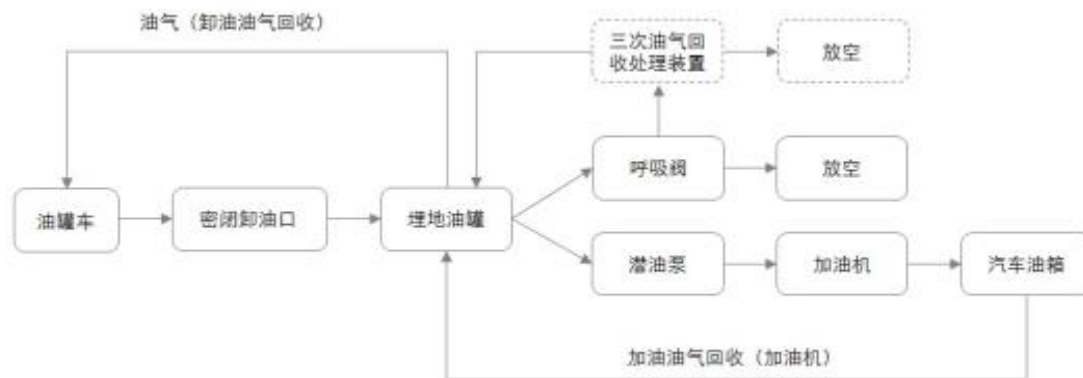 油气（卸油油气回收）
三次油气回
收处理装置
放空
呼吸阀
放空
油罐车
密闭卸油口
埋地油罐
潜油泵
加油机
汽车油箱
加油油气回收（加油机）